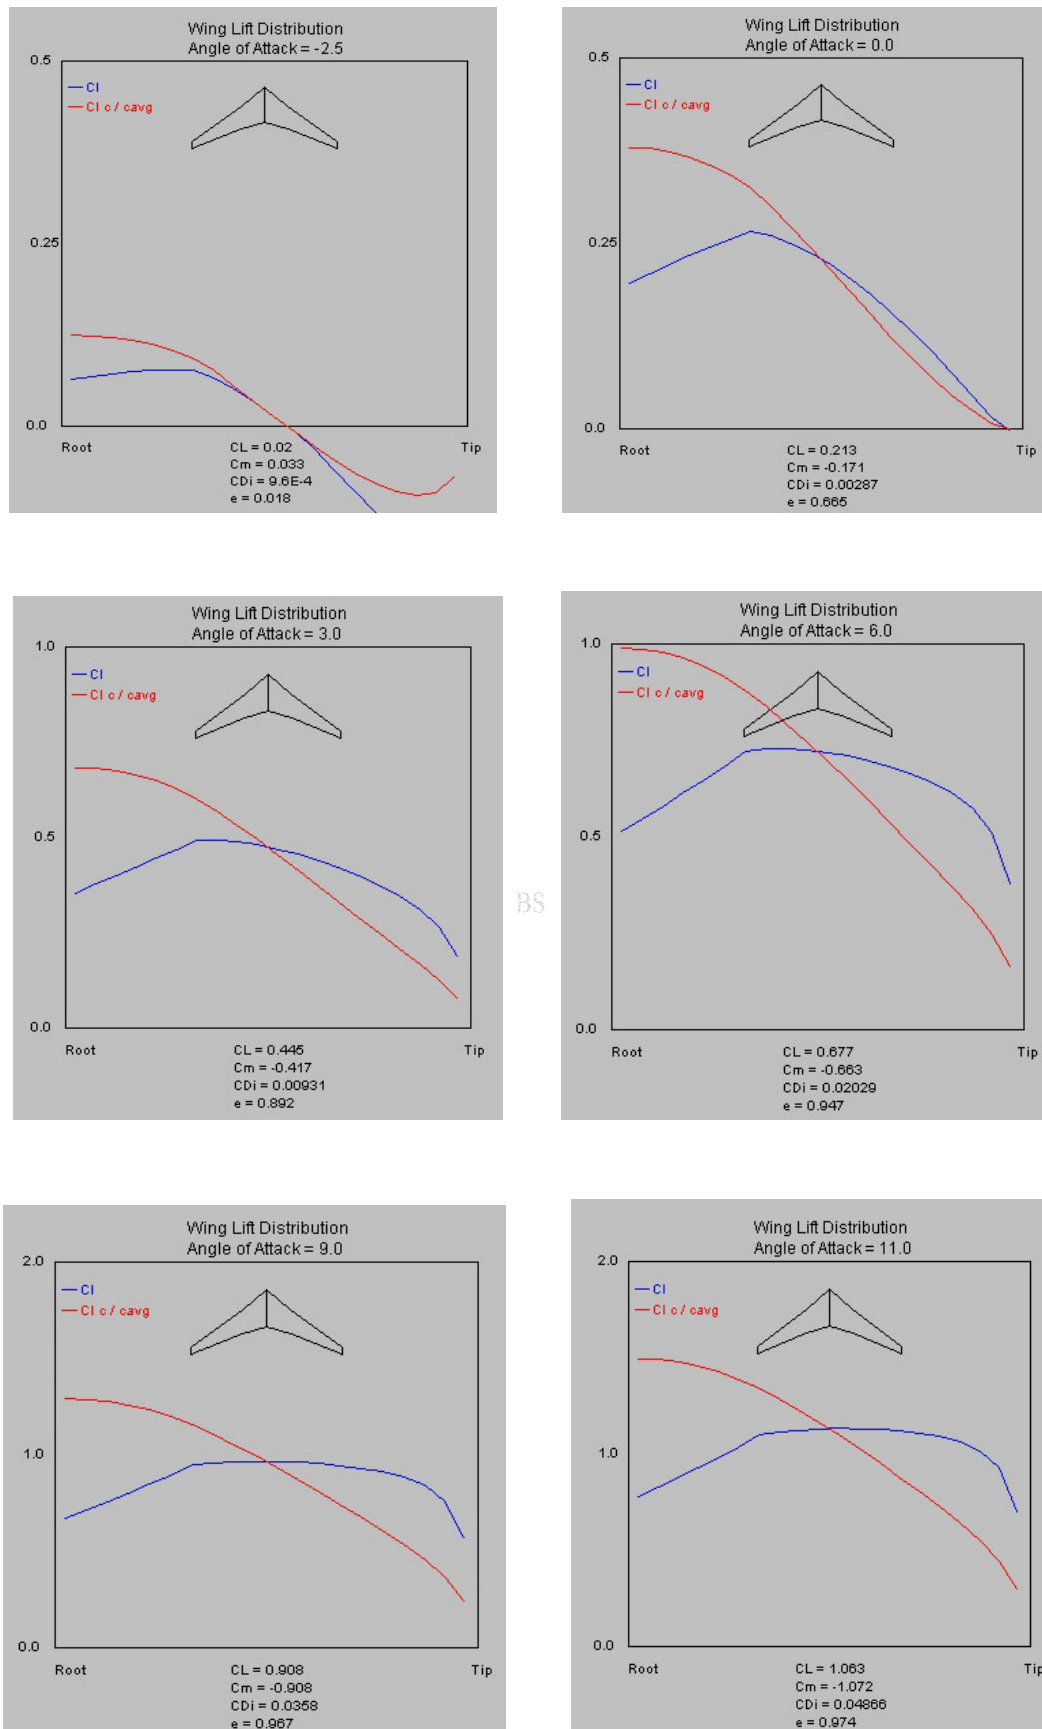 Wing Lift Distribution
Angle of Attack = -2.5
0.5
Cl
Cl c / cavg
0.25
0.0
Root
Tip
CL = 0.02
Cm = 0.033
CDi = 9.6E-4
e = 0.018
Wing Lift Distribution
Angle of Attack = 0.0
0.5
Cl
Cl c / cavg
0.25
0.0
Root
Tip
CL = 0.213
Cm = -0.171
CDi = 0.00287
e = 0.665
Wing Lift Distribution
Angle of Attack = 3.0
1.0
Cl
Cl c / cavg
0.5
0.0
Root
Tip
CL = 0.445
Cm = -0.417
CDi = 0.00931
e = 0.892
Wing Lift Distribution
Angle of Attack = 6.0
1.0
Cl
Cl c / cavg
0.5
0.0
Root
Tip
CL = 0.677
Cm = -0.663
CDi = 0.02029
e = 0.947
BS
Wing Lift Distribution
Angle of Attack = 9.0
2.0
Cl
Cl c / cavg
1.0
0.0
Root
Tip
CL = 0.908
Cm = -0.908
CDi = 0.0358
e = 0.967
Wing Lift Distribution
Angle of Attack = 11.0
2.0
Cl
Cl c / cavg
1.0
0.0
Root
Tip
CL = 1.063
Cm = -1.072
CDi = 0.04866
e = 0.974